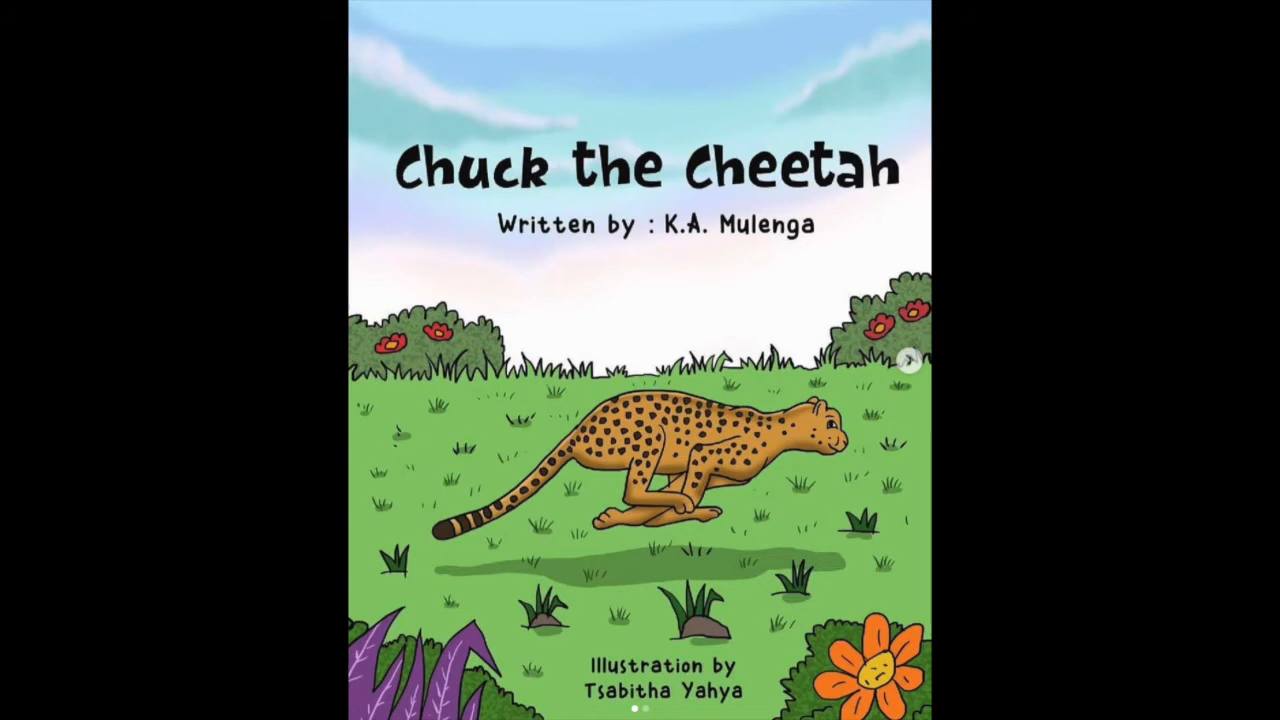 Chuck the Cheetah
Written by : K.A. Mulenga
Illustration by
Tsabitha Yahya